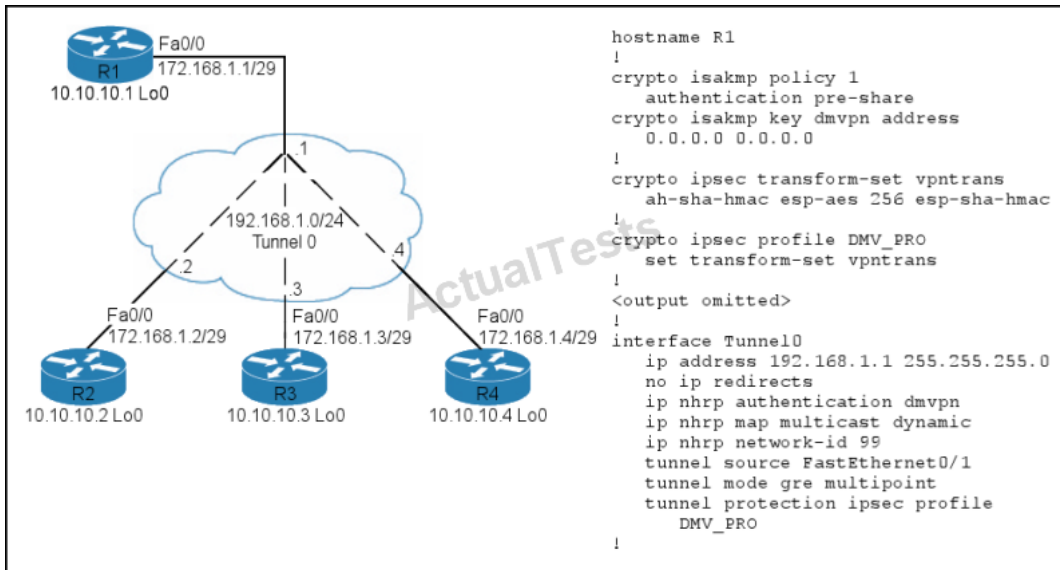 Fa0/0
172.168.1.1/29
R1
10.10.10.1 Lo0
.1
192.168.1.0/24
Tunnel 0
.2
.3
.4
Fa0/0
172.168.1.2/29
Fa0/0
172.168.1.3/29
Fa0/0
172.168.1.4/29
R2
10.10.10.2 Lo0
R3
10.10.10.3 Lo0
R4
10.10.10.4 Lo0
ActualTests
hostname R1
!
crypto isakmp policy 1
authentication pre-share
crypto isakmp key dmvpn address
0.0.0.0 0.0.0.0
!
crypto ipsec transform-set vpntrans
ah-sha-hmac esp-aes 256 esp-sha-hmac
!
crypto ipsec profile DMV_PRO
set transform-set vpntrans
!
<output omitted>
!
interface Tunnel0
ip address 192.168.1.1 255.255.255.0
no ip redirects
ip nhrp authentication dmvpn
ip nhrp map multicast dynamic
ip nhrp network-id 99
tunnel source FastEthernet0/1
tunnel mode gre multipoint
tunnel protection ipsec profile
DMV_PRO
!